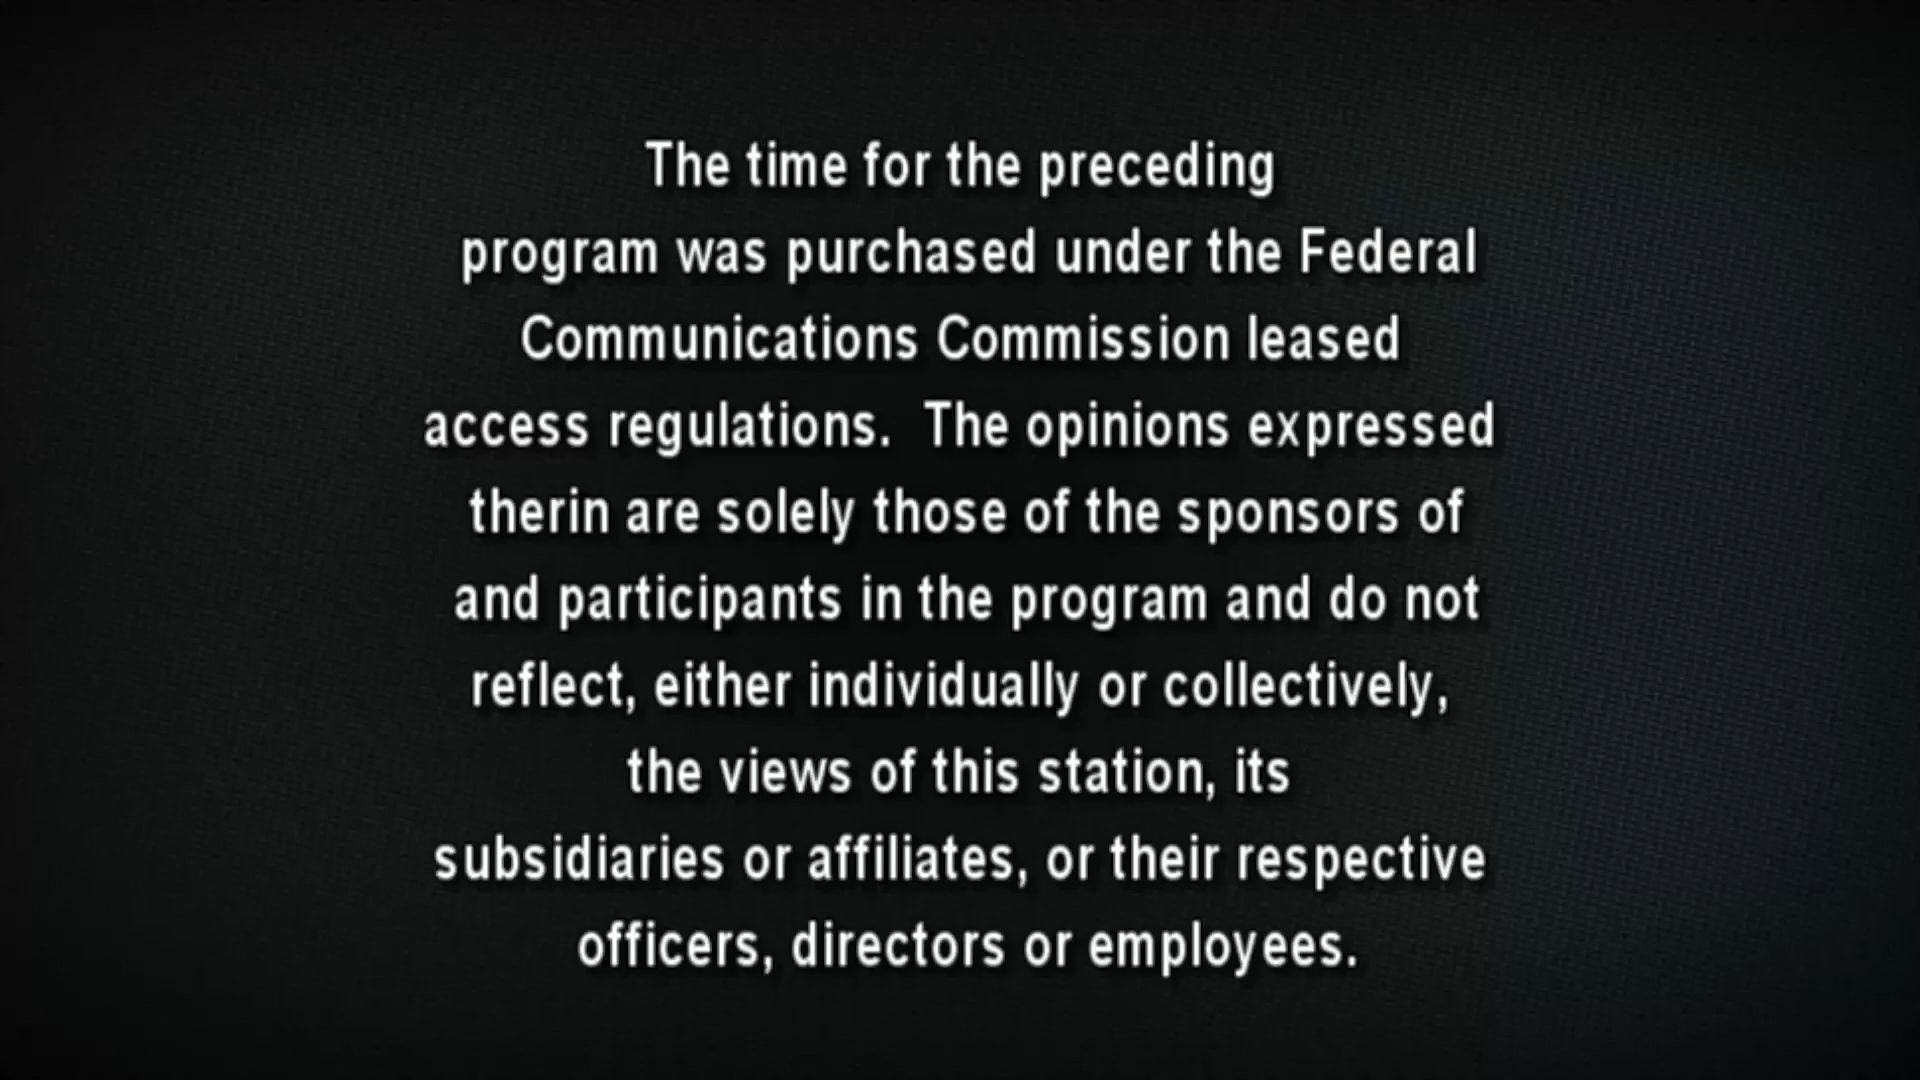 The time for the preceding
program was purchased under the Federal
Communications Commission leased
access regulations.  The opinions expressed
therin are solely those of the sponsors of
and participants in the program and do not
reflect, either individually or collectively,
the views of this station, its
subsidiaries or affiliates, or their respective
officers, directors or employees.